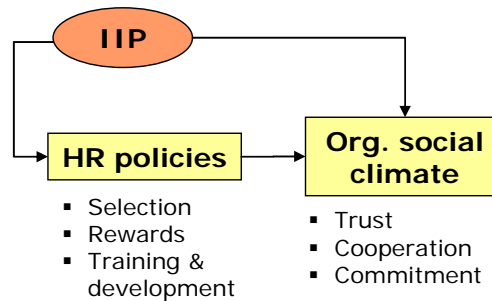 IIP
HR policies
▪ Selection
▪ Rewards
▪ Training &
development
Org. social
climate
▪ Trust
▪ Cooperation
▪ Commitment